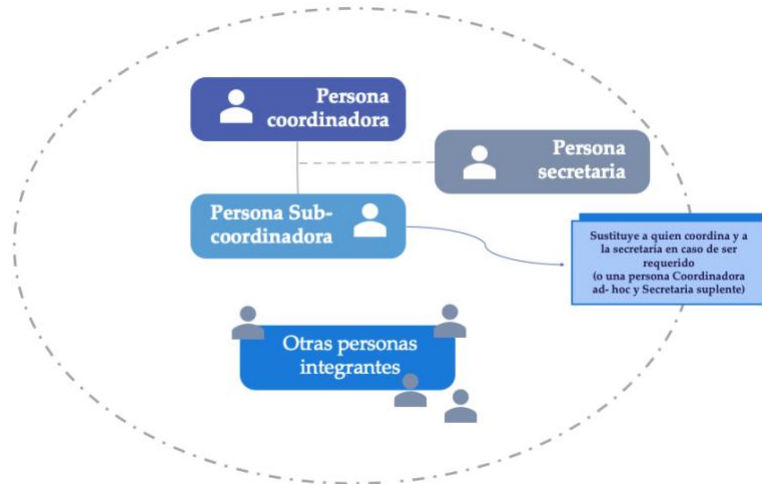 Persona
coordinadora
Persona
secretaria
Persona Sub-
coordinadora
Sustituye a quien coordina y a
la secretaria en caso de ser
requerido
(o una persona Coordinadora
ad- hoc y Secretaria suplente)
Otras personas
integrantes